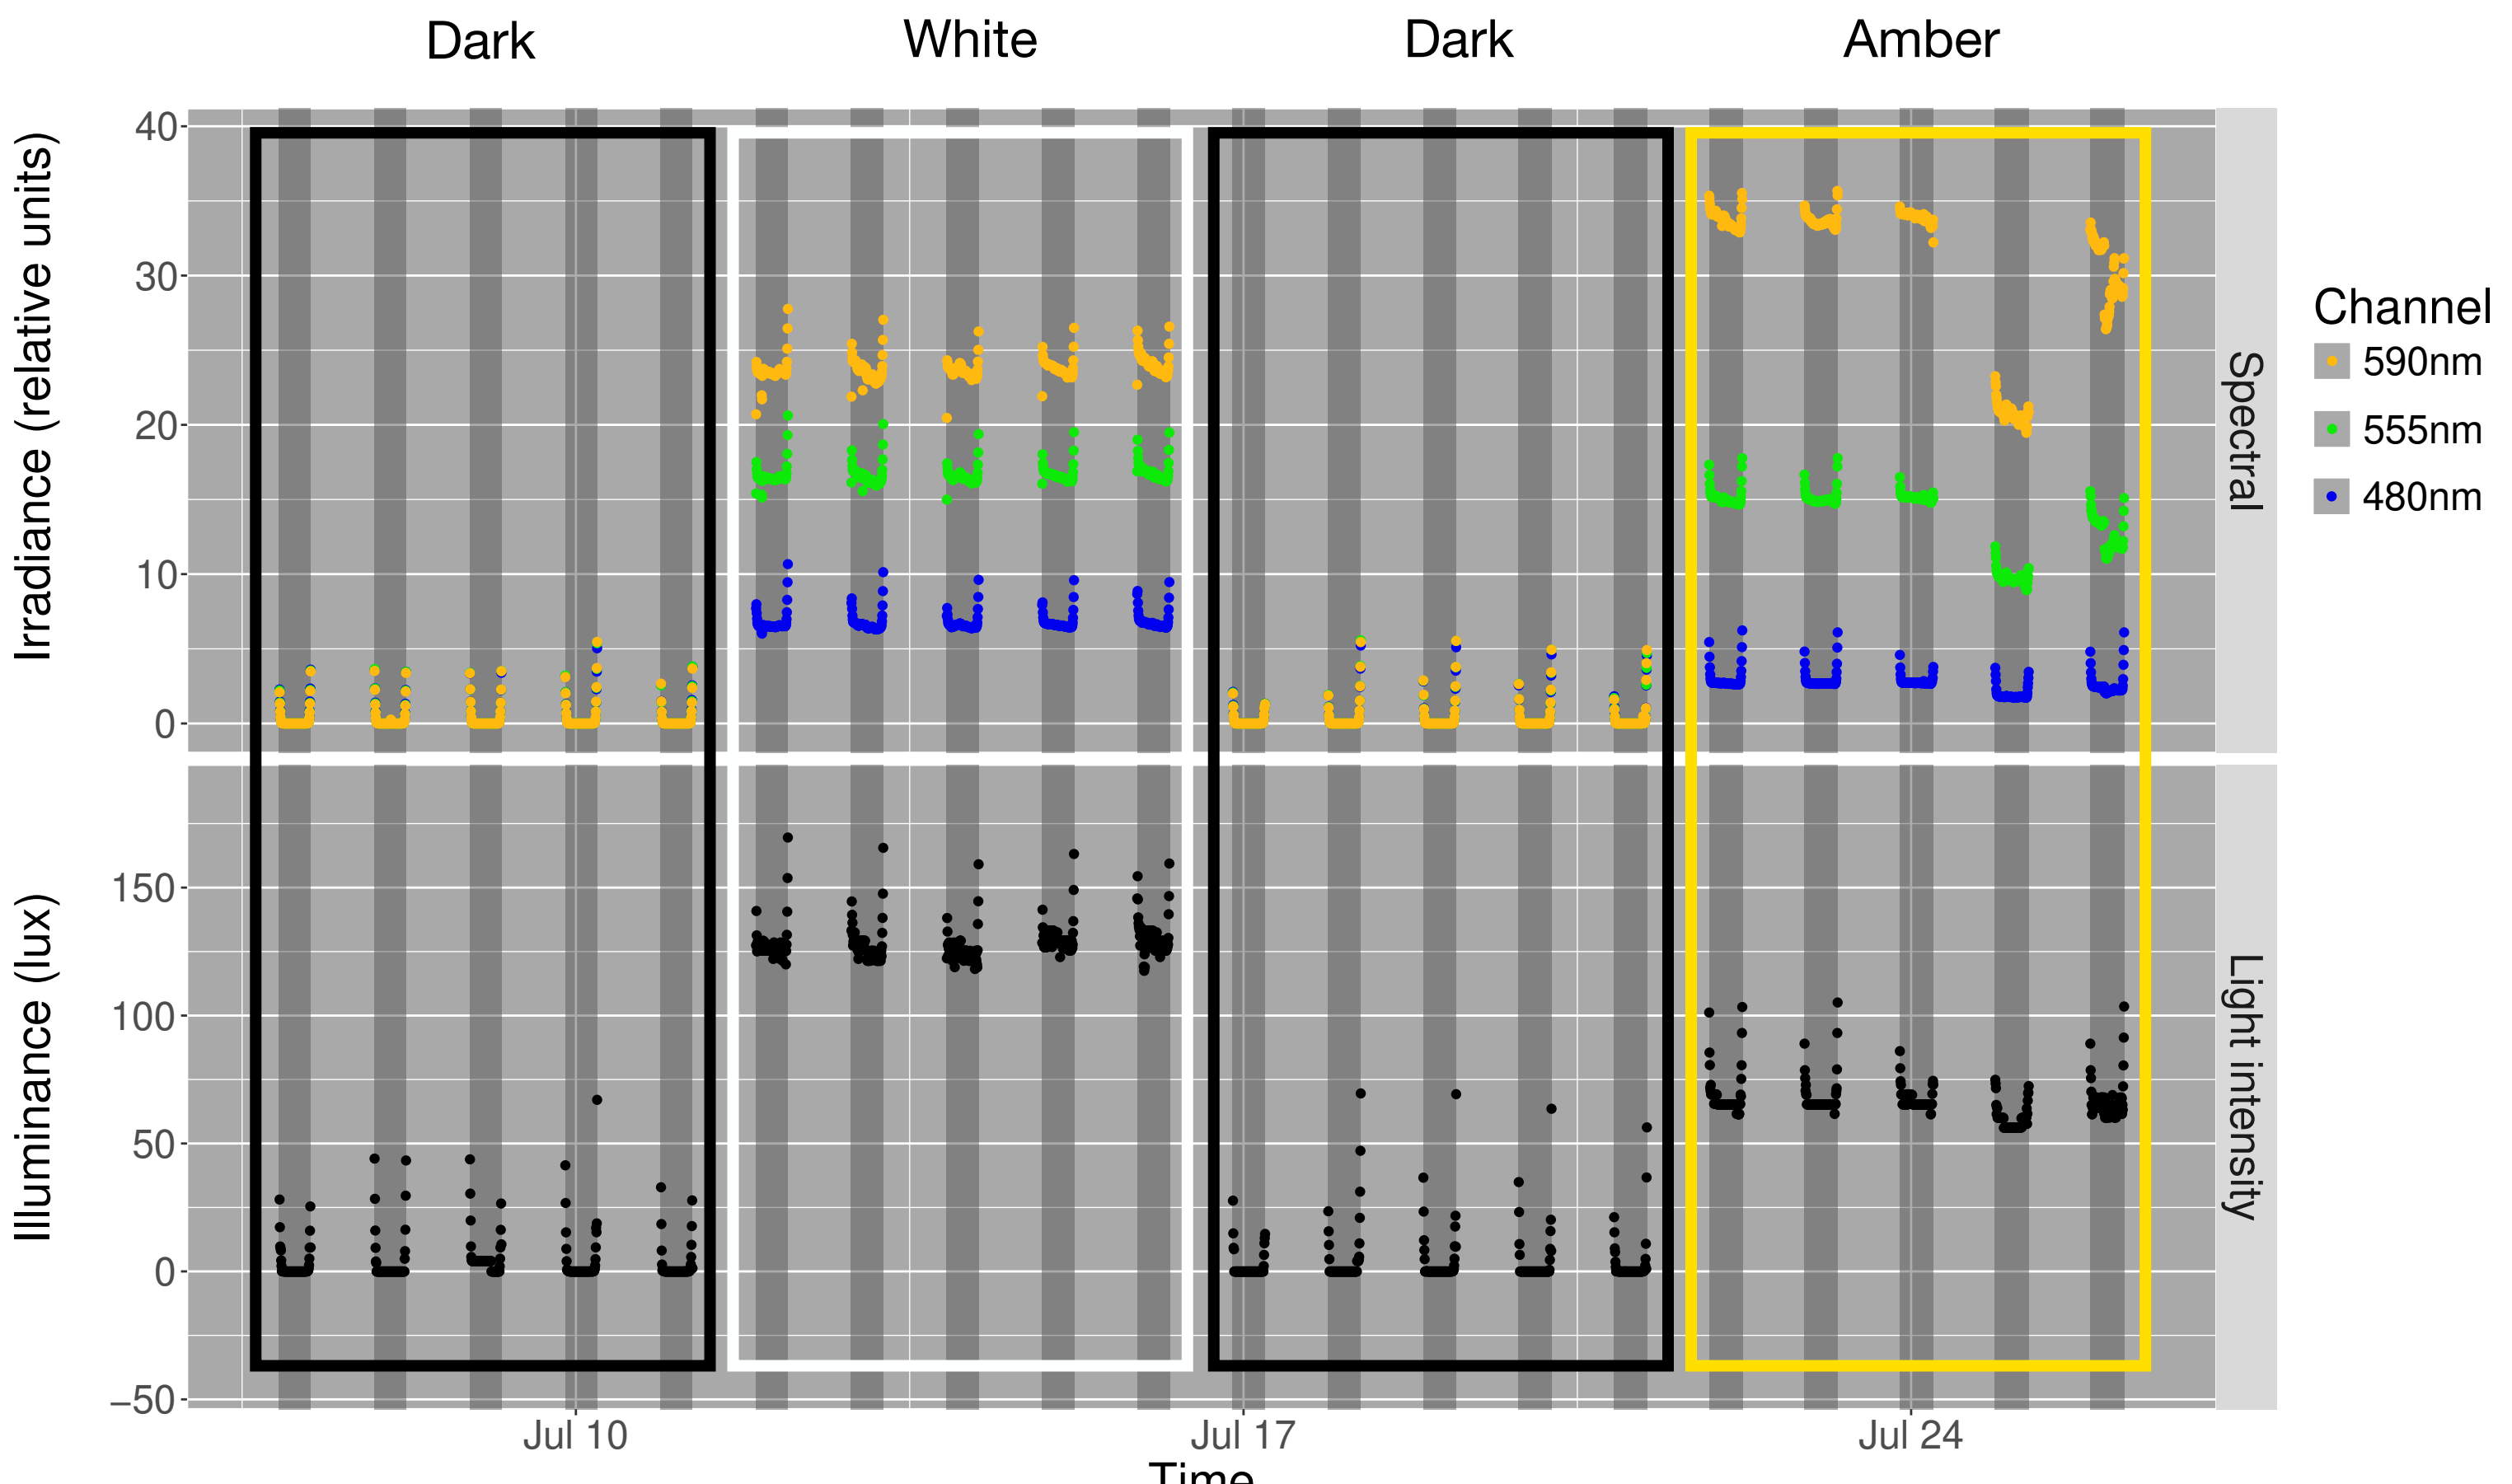 Dark White Dark Amber
Irradiance (relative units)
40
30
20
10
0
Spectral
Channel
590nm
555nm
480nm
Illuminance (lux)
150
100
50
0
−50
Light intensity
Jul 10 Jul 17 Jul 24
Time